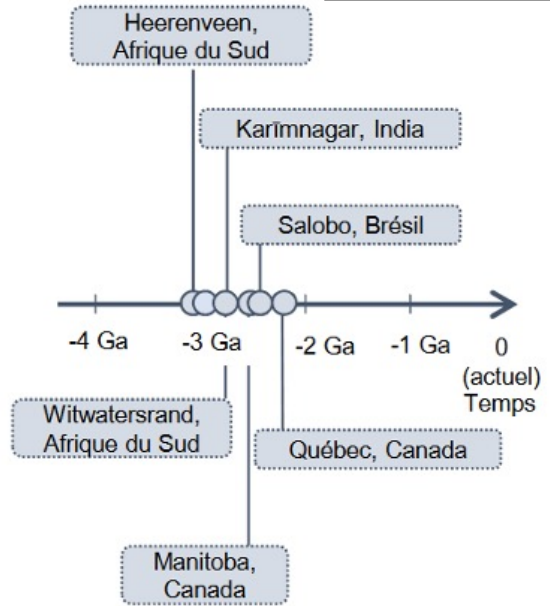 Heerenveen,
Afrique du Sud
Karīmnagar, India
Salobo, Brésil
-4 Ga
-3 Ga
-2 Ga
-1 Ga
0
(actuel)
Temps
Witwatersrand,
Afrique du Sud
Québec, Canada
Manitoba,
Canada